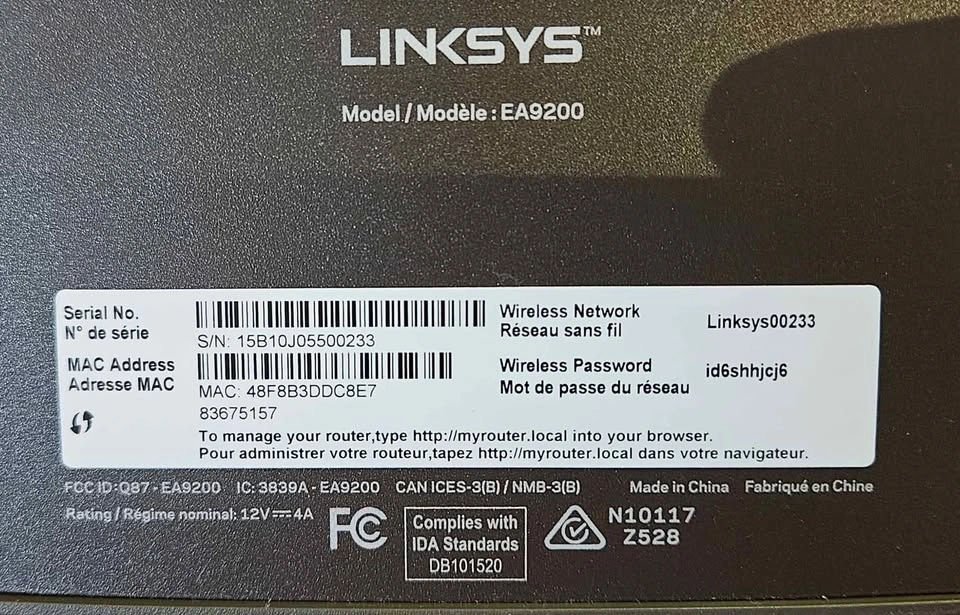 LINKSYS™
Model / Modèle : EA9200
Serial No.
N° de série
S/N: 15B10J05500233
MAC Address
Adresse MAC
MAC: 48F8B3DDC8E7
83675157
Wireless Network
Réseau sans fil
Linksys00233
Wireless Password
Mot de passe du réseau
id6shhjcj6
To manage your router,type http://myrouter.local into your browser.
Pour administrer votre routeur,tapez http://myrouter.local dans votre navigateur.
FCC ID:Q87 - EA9200 IC: 3839A - EA9200 CAN ICES-3(B) / NMB-3(B) Made in China Fabriqué en Chine
Rating / Régime nominal: 12V⎓4A
FC
Complies with
IDA Standards
DB101520
N10117
Z528